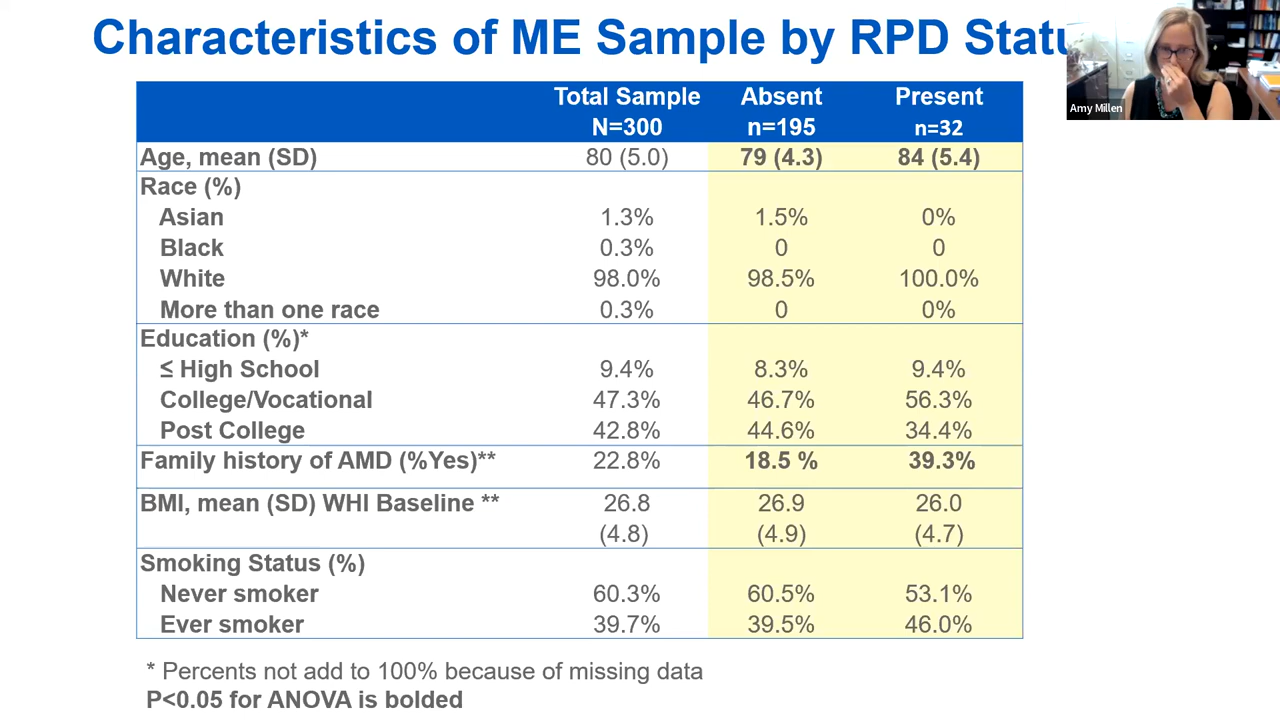 Characteristics of ME Sample by RPD Statu
Amy Millen
Total Sample Absent Present
N=300 n=195 n=32
Age, mean (SD) 80 (5.0) 79 (4.3) 84 (5.4)
Race (%)
Asian 1.3% 1.5% 0%
Black 0.3% 0 0
White 98.0% 98.5% 100.0%
More than one race 0.3% 0 0%
Education (%)*
≤ High School 9.4% 8.3% 9.4%
College/Vocational 47.3% 46.7% 56.3%
Post College 42.8% 44.6% 34.4%
Family history of AMD (%Yes)** 22.8% 18.5 % 39.3%
BMI, mean (SD) WHI Baseline ** 26.8 26.9 26.0
(4.8) (4.9) (4.7)
Smoking Status (%)
Never smoker 60.3% 60.5% 53.1%
Ever smoker 39.7% 39.5% 46.0%
* Percents not add to 100% because of missing data
P<0.05 for ANOVA is bolded